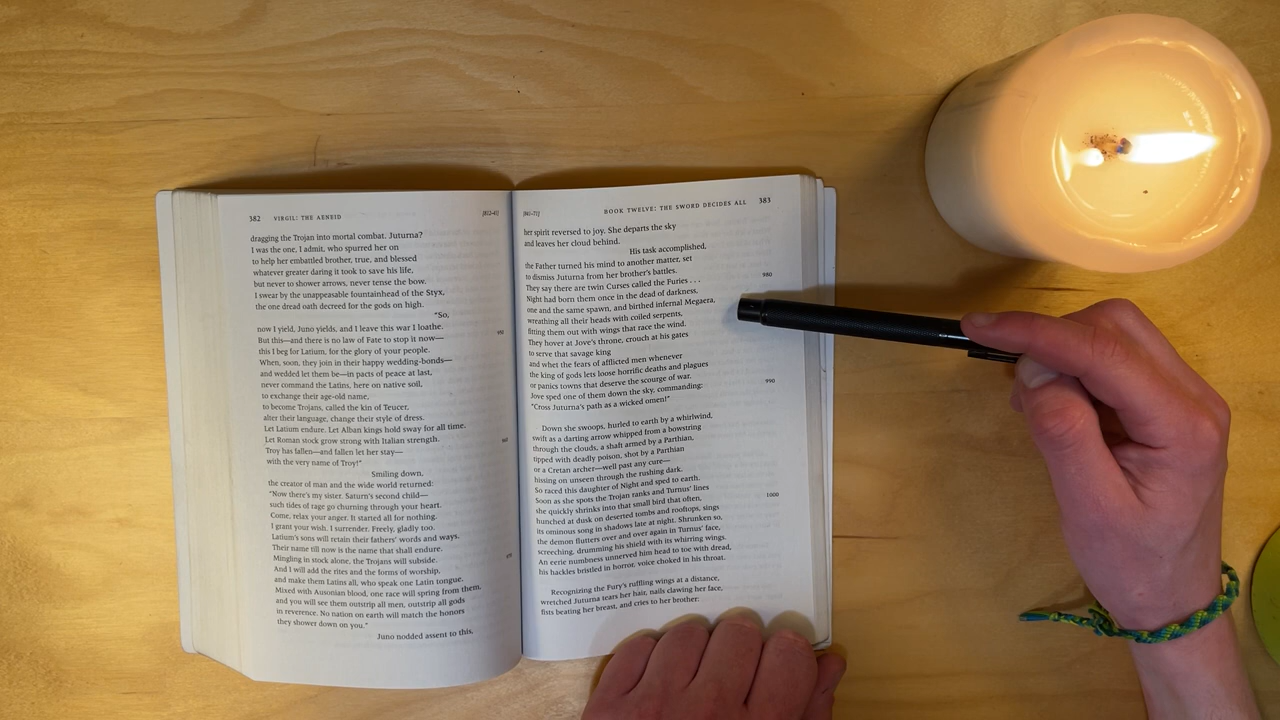 382 VIRGIL: THE AENEID [812-41]
dragging the Trojan into mortal combat. Juturna?
I was the one, I admit, who spurred her on
to help her embattled brother, true, and blessed
whatever greater daring it took to save his life,
but never to shower arrows, never tense the bow.
I swear by the unappeasable fountainhead of the Styx,
the one dread oath decreed for the gods on high.
"So,
now I yield, Juno yields, and I leave this war I loathe.
But this—and there is no law of Fate to stop it now—
this I beg for Latium, for the glory of your people.
When, soon, they join in their happy wedding-bonds—
and wedded let them be—in pacts of peace at last,
never command the Latins, here on native soil,
to exchange their age-old name,
to become Trojans, called the kin of Teucer,
alter their language, change their style of dress.
Let Latium endure. Let Alban kings hold sway for all time.
Let Roman stock grow strong with Italian strength.
Troy has fallen—and fallen let her stay—
with the very name of Troy!"
Smiling down,
the creator of man and the wide world returned:
"Now there's my sister. Saturn's second child—
such tides of rage go churning through your heart.
Come, relax your anger. It started all for nothing.
I grant your wish. I surrender. Freely, gladly too.
Latium's sons will retain their fathers' words and ways.
Their name till now is the name that shall endure.
Mingling in stock alone, the Trojans will subside.
And I will add the rites and the forms of worship,
and make them Latins all, who speak one Latin tongue.
Mixed with Ausonian blood, one race will spring from them,
and you will see them outstrip all men, outstrip all gods
in reverence. No nation on earth will match the honors
they shower down on you."
Juno nodded assent to this,
BOOK TWELVE: THE SWORD DECIDES ALL 383
her spirit reversed to joy. She departs the sky
and leaves her cloud behind.
His task accomplished,
the Father turned his mind to another matter, set
to dismiss Juturna from her brother's battles. 980
They say there are twin Curses called the Furies . . .
Night had born them once in the dead of darkness,
one and the same spawn, and birthed infernal Megaera,
wreathing all their heads with coiled serpents,
fitting them out with wings that race the wind.
They hover at Jove's throne, crouch at his gates
to serve that savage king
and whet the fears of afflicted men whenever
the king of gods lets loose horrific deaths and plagues
or panics towns that deserve the scourge of war. 990
Jove sped one of them down the sky, commanding:
"Cross Juturna's path as a wicked omen!"
Down she swoops, hurled to earth by a whirlwind,
swift as a darting arrow whipped from a bowstring
through the clouds, a shaft armed by a Parthian,
tipped with deadly poison, shot by a Parthian
or a Cretan archer—well past any cure—
hissing on unseen through the rushing dark.
So raced this daughter of Night and sped to earth.
Soon as she spots the Trojan ranks and Turnus' lines 1000
she quickly shrinks into that small bird that often,
hunched at dusk on deserted tombs and rooftops, sings
its ominous song in shadows late at night. Shrunken so,
the demon flutters over and over again in Turnus' face,
screeching, drumming his shield with its whirring wings.
An eerie numbness unnerved him head to toe with dread,
his hackles bristled in horror, voice choked in his throat.
Recognizing the Fury's ruffling wings at a distance,
wretched Juturna tears her hair, nails clawing her face,
fists beating her breast, and cries to her brother: